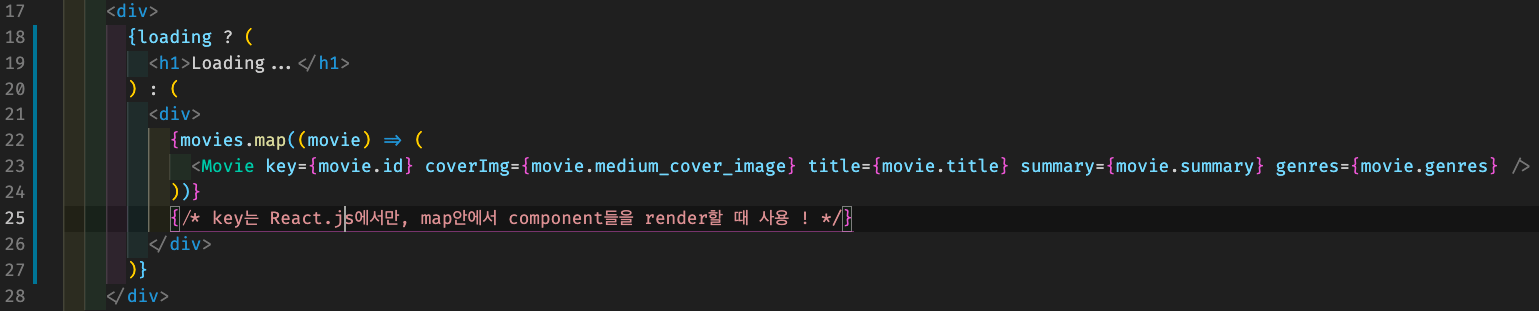 17 <div>
18 {loading ? (
19 <h1>Loading...</h1>
20 ) : (
21 <div>
22 {movies.map((movie) => (
23 <Movie key={movie.id} coverImg={movie.medium_cover_image} title={movie.title} summary={movie.summary} genres={movie.genres} />
24 ))}
25 {/* key는 React.js에서만, map안에서 component들을 render할 때 사용 ! */}
26 </div>
27 )}
28 </div>